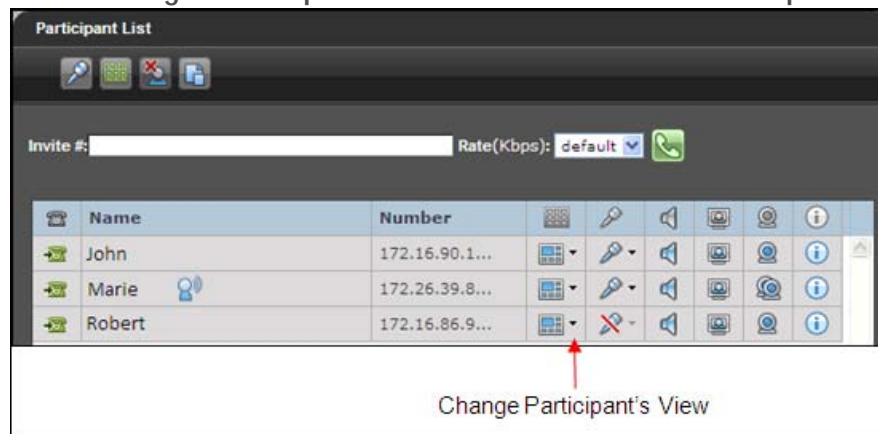 Participant List
Invite #: Rate(Kbps): default
Name Number
John 172.16.90.1...
Marie 172.26.39.8...
Robert 172.16.86.9...
Change Participant's View